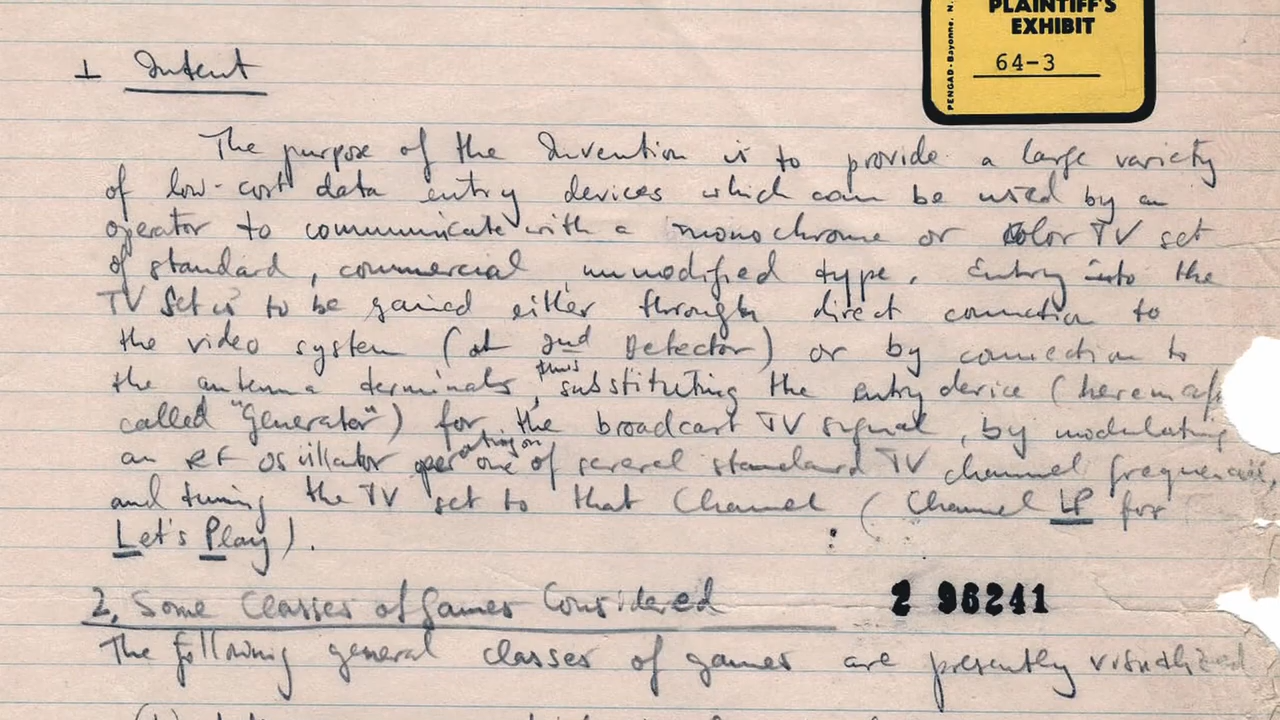 PLAINTIFF'S
EXHIBIT
64-3
PENGAD-Bayonne, N.
1 Intent
The purpose of the Invention is to provide a large variety
of low-cost data entry devices which can be used by an
operator to communicate with a monochrome or color TV set
of standard, commercial unmodified type. Entry into the
TV Set is to be gained either through direct connection to
the video system (at 2nd Detector) or by connection to
the antenna terminals, thus substituting the entry device (hereinaf
called "Generator") for the broadcast TV signal, by modulating
an RF oscillator operating on one of several standard TV channel frequencies,
and tuning the TV set to that Channel (Channel LP for
Let's Play).
2. Some Classes of Games Considered
2 96241
The following general classes of games are presently visualized